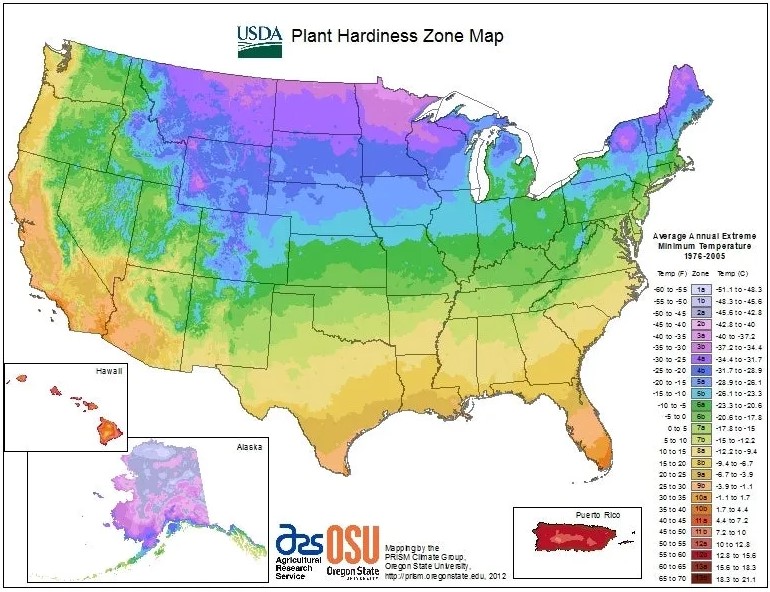 USDA Plant Hardiness Zone Map
Average Annual Extreme
Minimum Temperature
1976-2005
Temp (F) Zone Temp (C)
-60 to -55 1a -51.1 to -48.3
-55 to -50 1b -48.3 to -45.6
-50 to -45 2a -45.6 to -42.8
-45 to -40 2b -42.8 to -40
-40 to -35 3a -40 to -37.2
-35 to -30 3b -37.2 to -34.4
-30 to -25 4a -34.4 to -31.7
-25 to -20 4b -31.7 to -28.9
-20 to -15 5a -28.9 to -26.1
-15 to -10 5b -26.1 to -23.3
-10 to -5 6a -23.3 to -20.6
-5 to 0 6b -20.6 to -17.8
0 to 5 7a -17.8 to -15
5 to 10 7b -15 to -12.2
10 to 15 8a -12.2 to -9.4
15 to 20 8b -9.4 to -6.7
20 to 25 9a -6.7 to -3.9
25 to 30 9b -3.9 to -1.1
30 to 35 10a -1.1 to 1.7
35 to 40 10b 1.7 to 4.4
40 to 45 11a 4.4 to 7.2
45 to 50 11b 7.2 to 10
50 to 55 12a 10 to 12.8
55 to 60 12b 12.8 to 15.6
60 to 65 13a 15.6 to 18.3
65 to 70 13b 18.3 to 21.1
Hawaii
Alaska
Puerto Rico
ars
Agricultural
Research
Service
OSU
Oregon State
UNIVERSITY
Mapping by the
PRISM Climate Group,
Oregon State University,
http://prism.oregonstate.edu, 2012